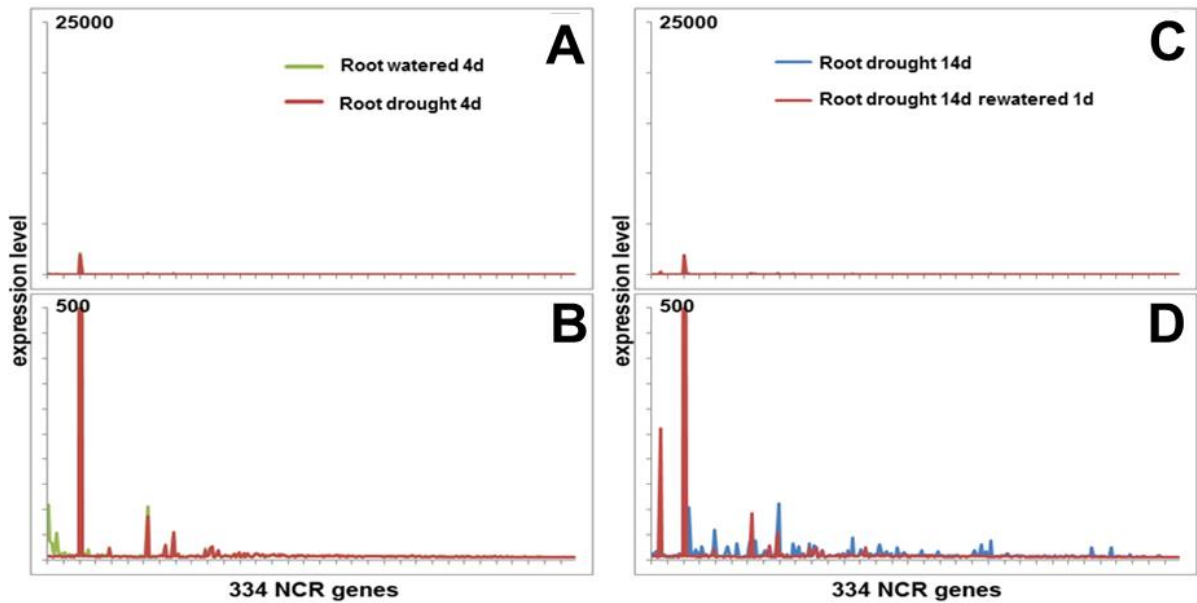 25000
A
Root watered 4d
Root drought 4d
expression level
500
B
334 NCR genes
25000
C
Root drought 14d
Root drought 14d rewatered 1d
expression level
500
D
334 NCR genes